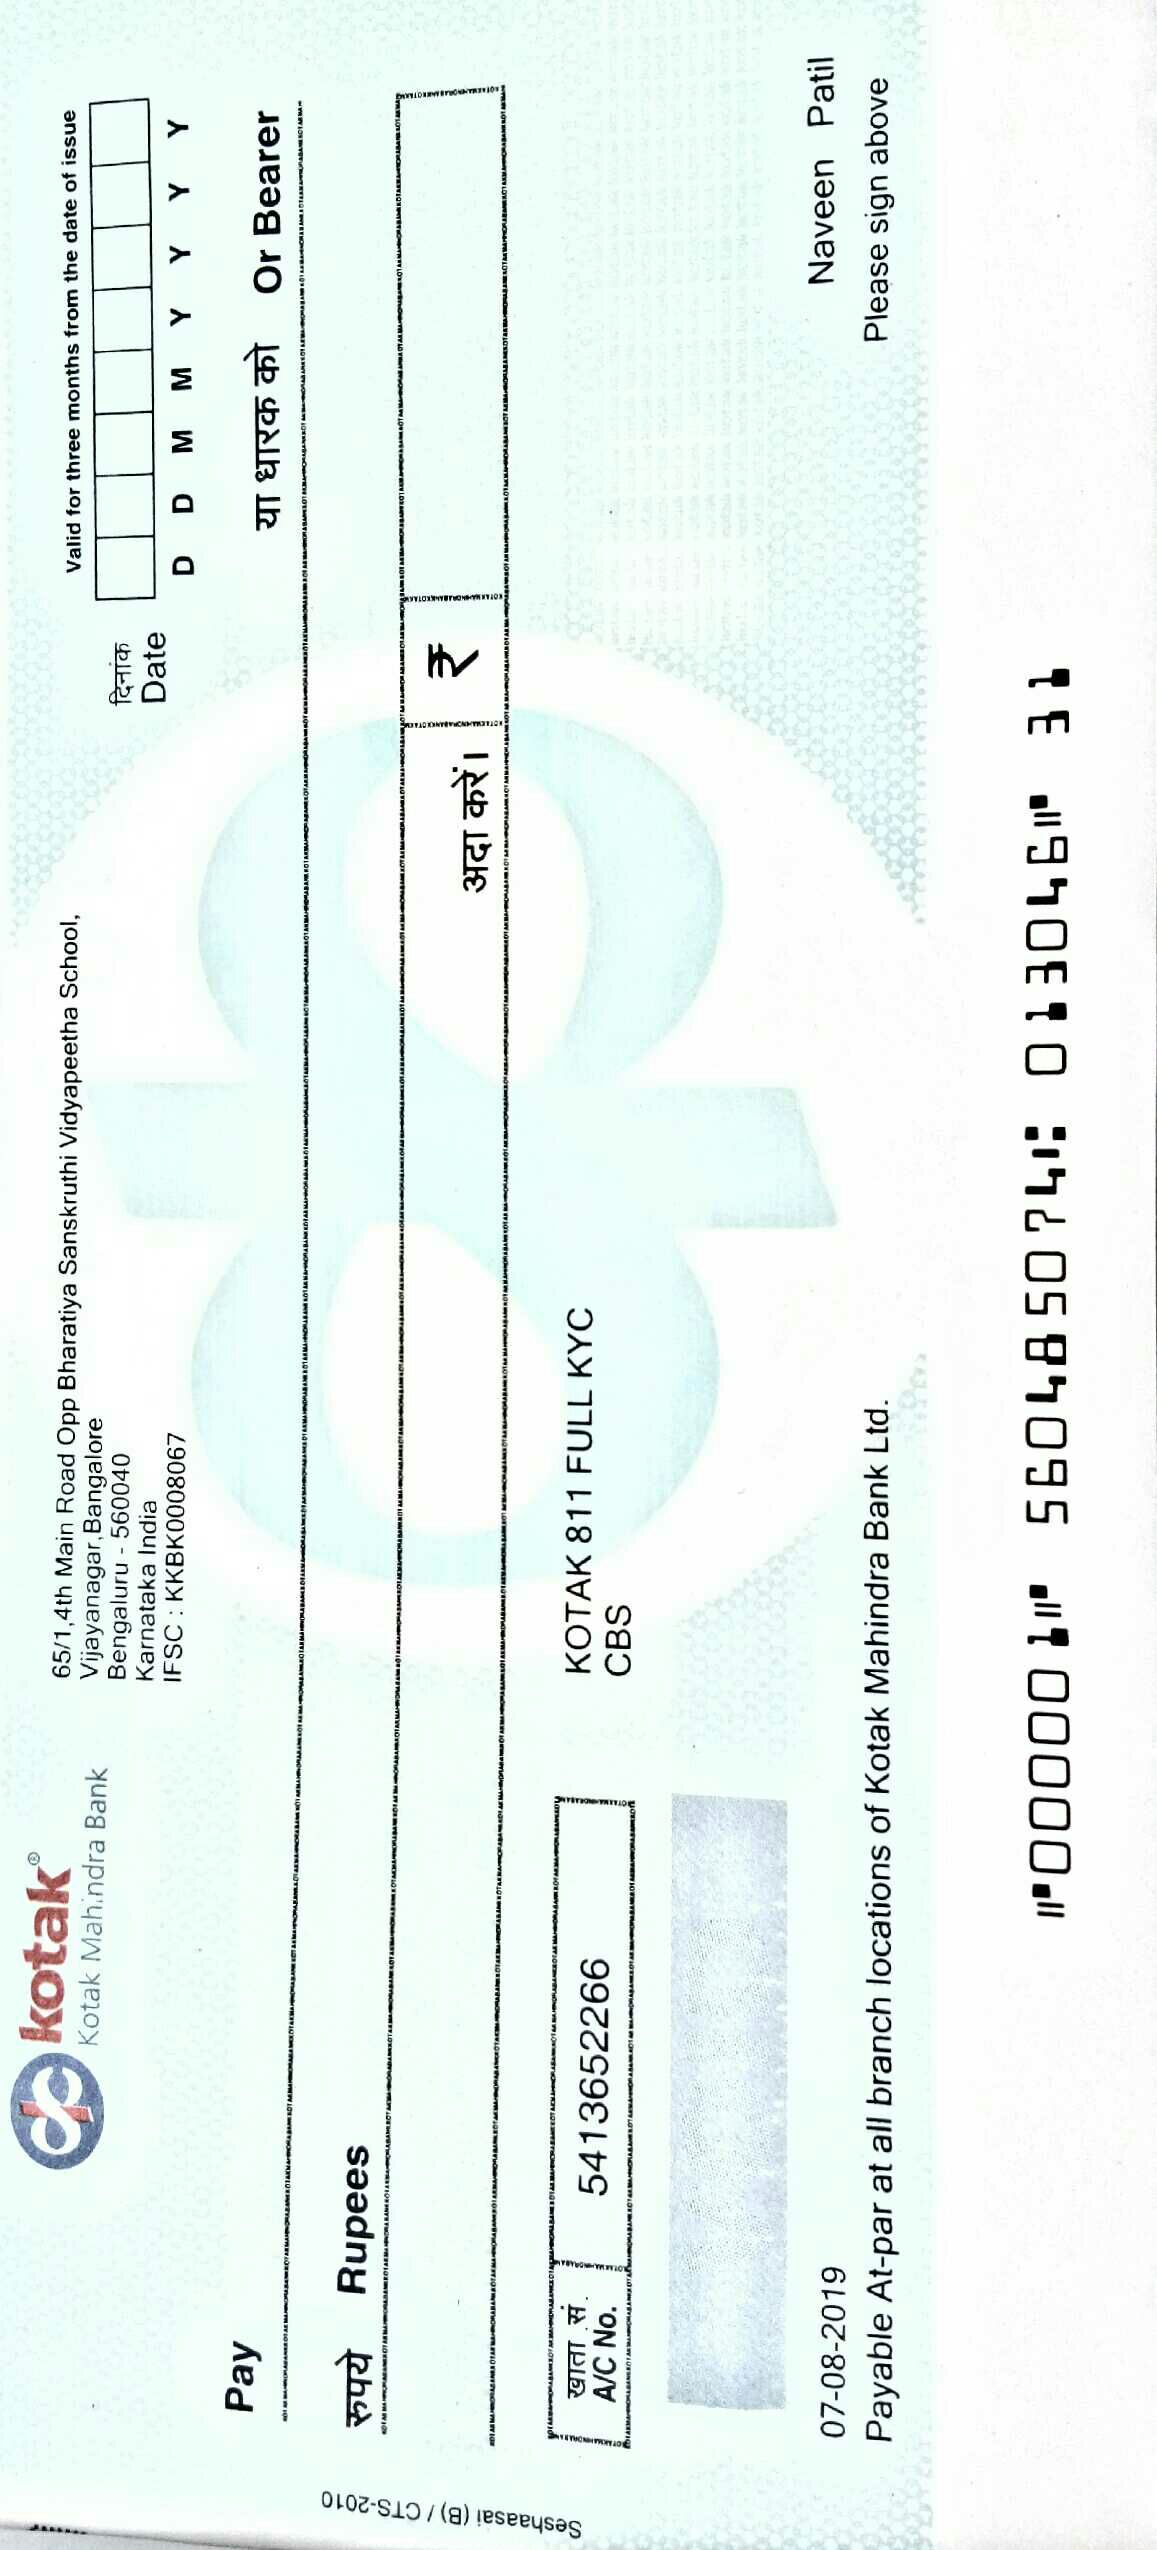 kotak®
Kotak Mahindra Bank
65/1,4th Main Road Opp Bharatiya Sanskruthi Vidyapeetha School,
Vijayanagar,Bangalore
Bengaluru - 560040
Karnataka India
IFSC : KKBK0008067
Valid for three months from the date of issue
दिनांक
Date
D D M M Y Y Y Y
Pay
या धारक को Or Bearer
रुपये Rupees
अदा करें। ₹
खाता सं.
A/C No.
5413652266
KOTAK 811 FULL KYC
CBS
Naveen Patil
07-08-2019
Please sign above
Payable At-par at all branch locations of Kotak Mahindra Bank Ltd.
Seshaasai (B) / CTS-2010
⑈000001⑈ 560485074⑆ 013046⑈ 31